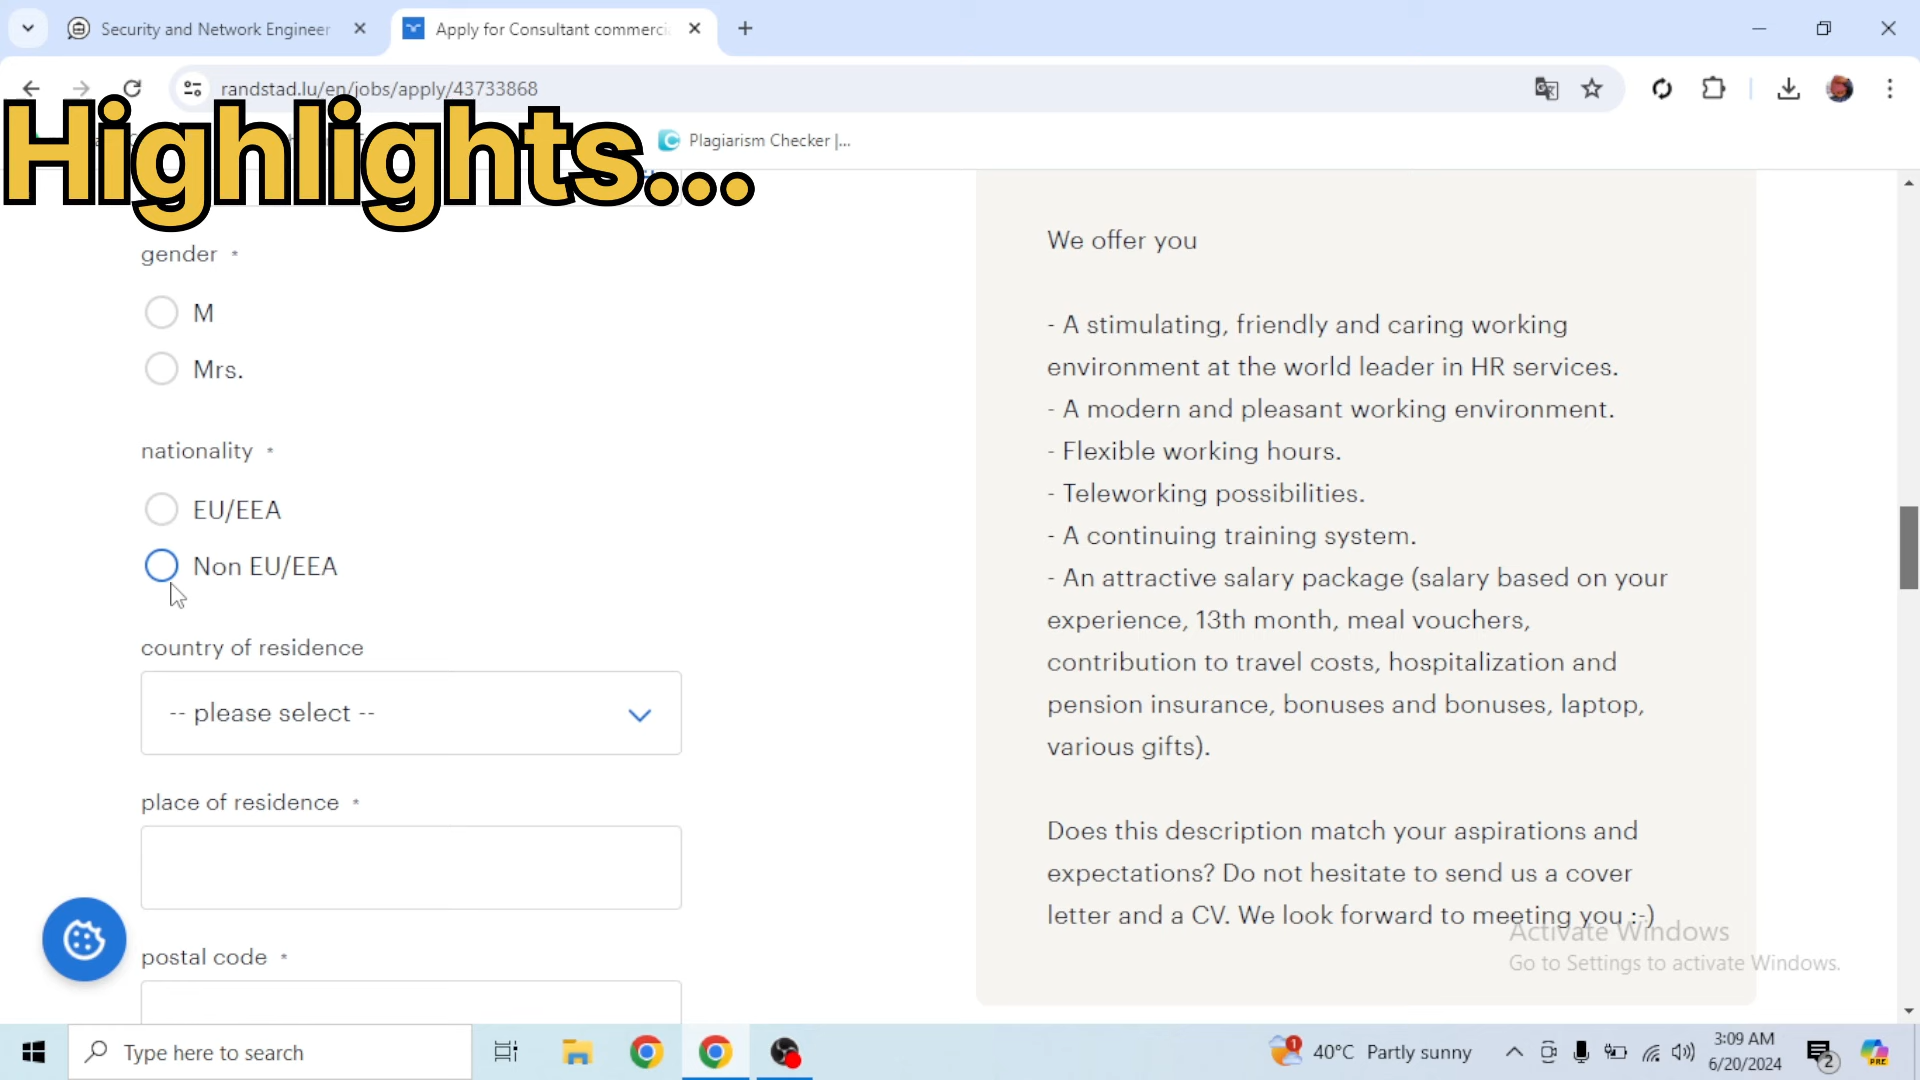 Security and Network Engineer
Apply for Consultant commerci
randstad.lu/en/jobs/apply/43733868
Highlights...
Plagiarism Checker |...
gender *
M
Mrs.
nationality *
EU/EEA
Non EU/EEA
country of residence
-- please select --
place of residence *
postal code *
We offer you
- A stimulating, friendly and caring working
environment at the world leader in HR services.
- A modern and pleasant working environment.
- Flexible working hours.
- Teleworking possibilities.
- A continuing training system.
- An attractive salary package (salary based on your
experience, 13th month, meal vouchers,
contribution to travel costs, hospitalization and
pension insurance, bonuses and bonuses, laptop,
various gifts).
Does this description match your aspirations and
expectations? Do not hesitate to send us a cover
letter and a CV. We look forward to meeting you :-)
Activate Windows
Go to Settings to activate Windows.
Type here to search
1
40°C Partly sunny
3:09 AM
6/20/2024
2
PRE